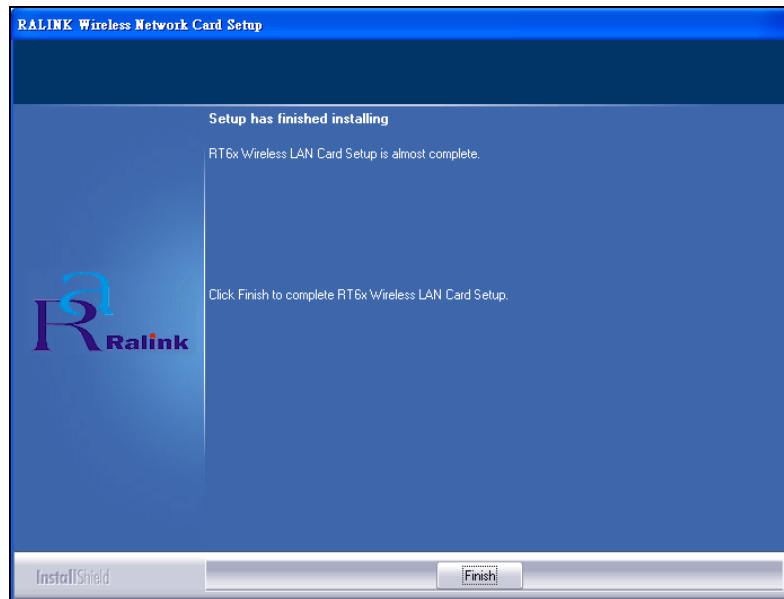 RALINK Wireless Network Card Setup
Setup has finished installing
RT6x Wireless LAN Card Setup is almost complete.
Click Finish to complete RT6x Wireless LAN Card Setup.
Ra
Ralink
InstallShield
Finish